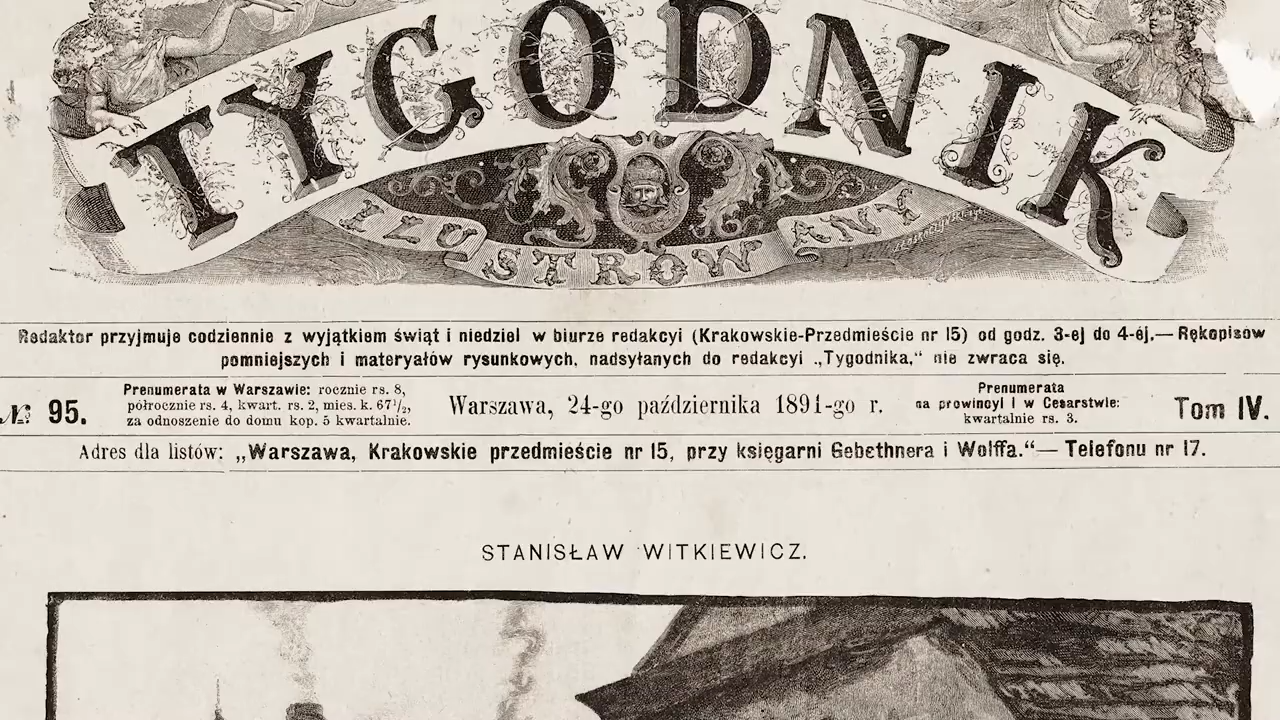 TYGODNIK
ILLUSTROWANY
Redaktor przyjmuje codziennie z wyjątkiem świąt i niedziel w biurze redakcyi (Krakowskie-Przedmieście nr 15) od godz. 3-ej do 4-éj.—Rękopisów
pomniejszych i materyałów rysunkowych, nadsyłanych do redakcyi „Tygodnika,“ nie zwraca się.
№ 95.
Prenumerata w Warszawie: rocznie rs. 8,
półrocznie rs. 4, kwart. rs. 2, mies. k. 67½,
za odnoszenie do domu kop. 5 kwartalnie.
Warszawa, 24-go października 1891-go r.
Prenumerata
na prowincyi i w Cesarstwie:
kwartalnie rs. 3.
Tom IV.
Adres dla listów: „Warszawa, Krakowskie przedmieście nr 15, przy księgarni Gebethnera i Wolffa.“— Telefonu nr 17.
STANISŁAW WITKIEWICZ.